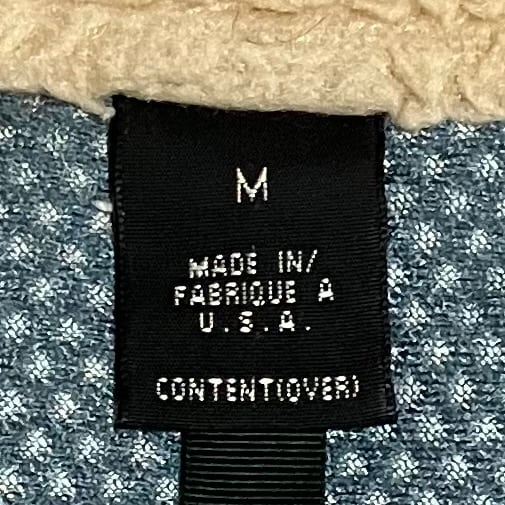 M
MADE IN/
FABRIQUE A
U.S.A.
CONTENT(OVER)